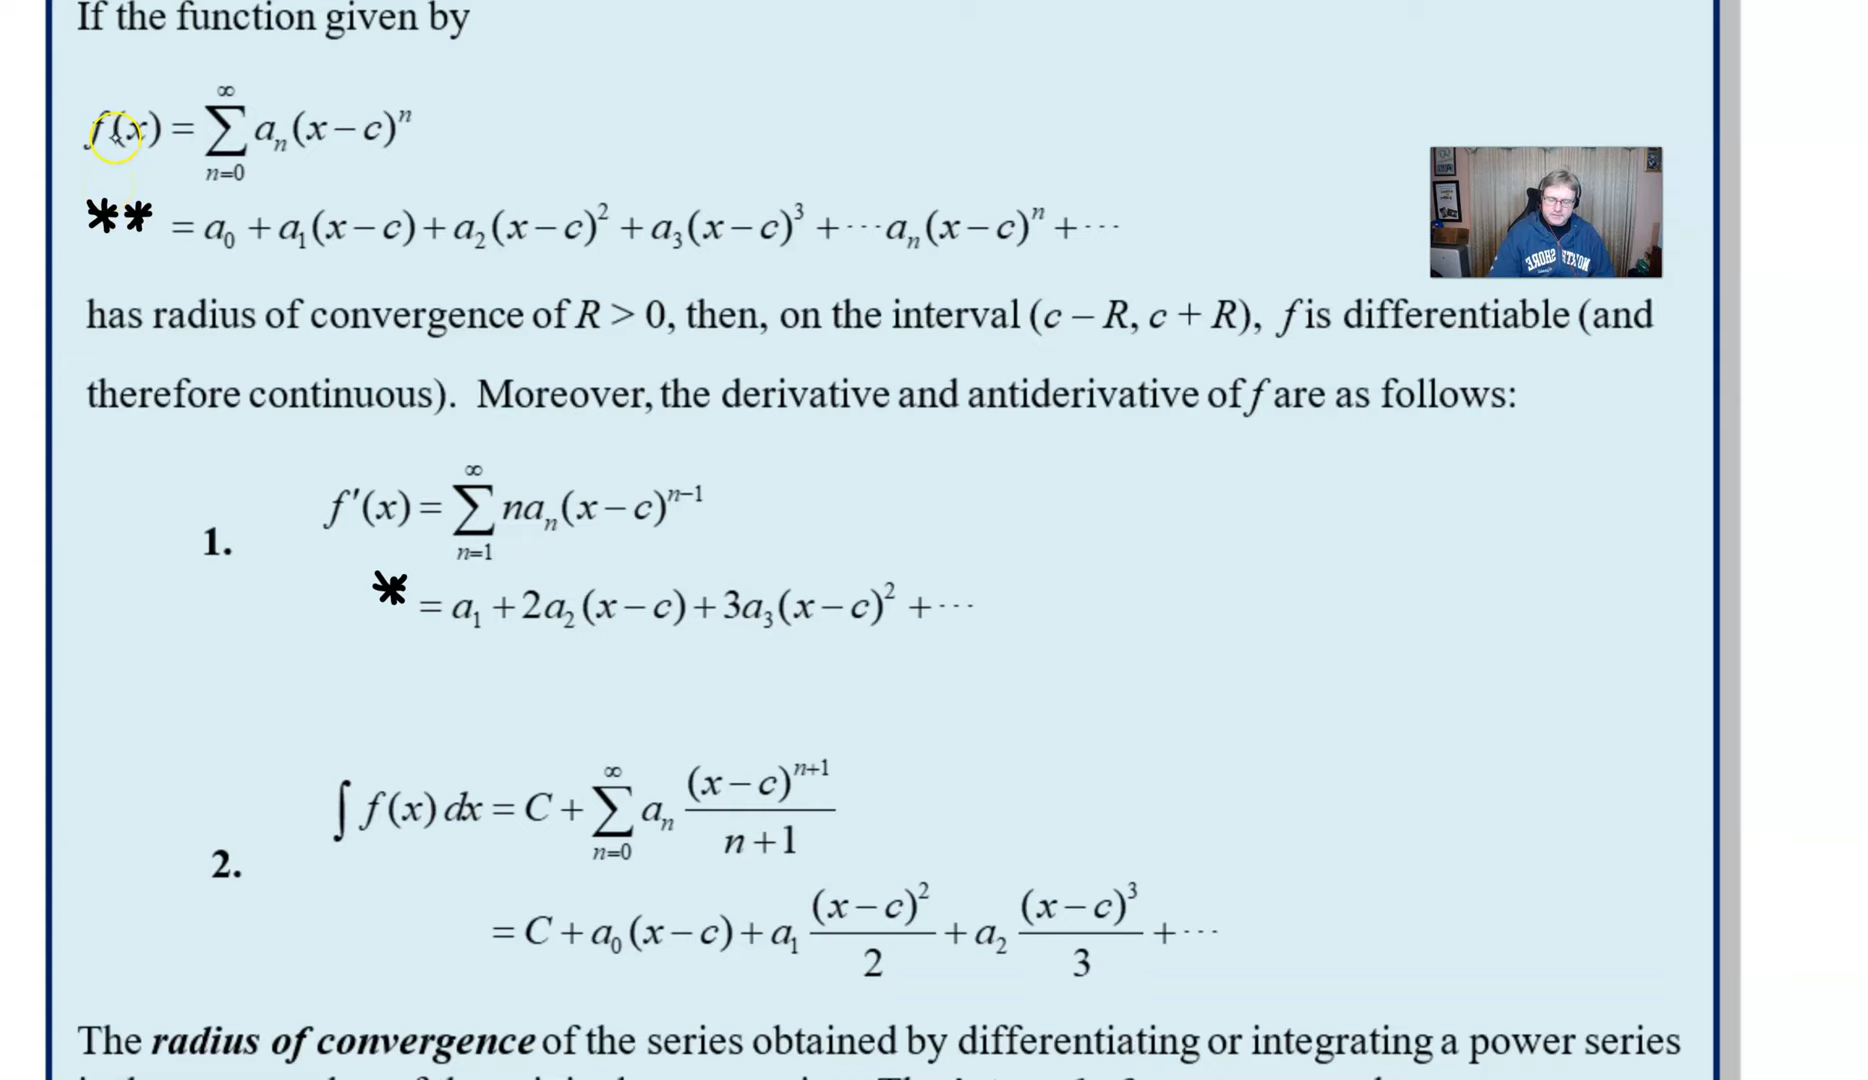 If the function given by
f(x) = ∑_{n=0}^{∞} a_n(x − c)^n
** = a_0 + a_1(x − c) + a_2(x − c)^2 + a_3(x − c)^3 + ⋯ a_n(x − c)^n + ⋯
has radius of convergence of R > 0, then, on the interval (c – R, c + R), f is differentiable (and
therefore continuous). Moreover, the derivative and antiderivative of f are as follows:
1. f'(x) = ∑_{n=1}^{∞} na_n(x − c)^{n−1}
* = a_1 + 2a_2(x − c) + 3a_3(x − c)^2 + ⋯
2. ∫ f(x) dx = C + ∑_{n=0}^{∞} a_n (x − c)^{n+1} / (n + 1)
= C + a_0(x − c) + a_1 (x − c)^2 / 2 + a_2 (x − c)^3 / 3 + ⋯
The radius of convergence of the series obtained by differentiating or integrating a power series